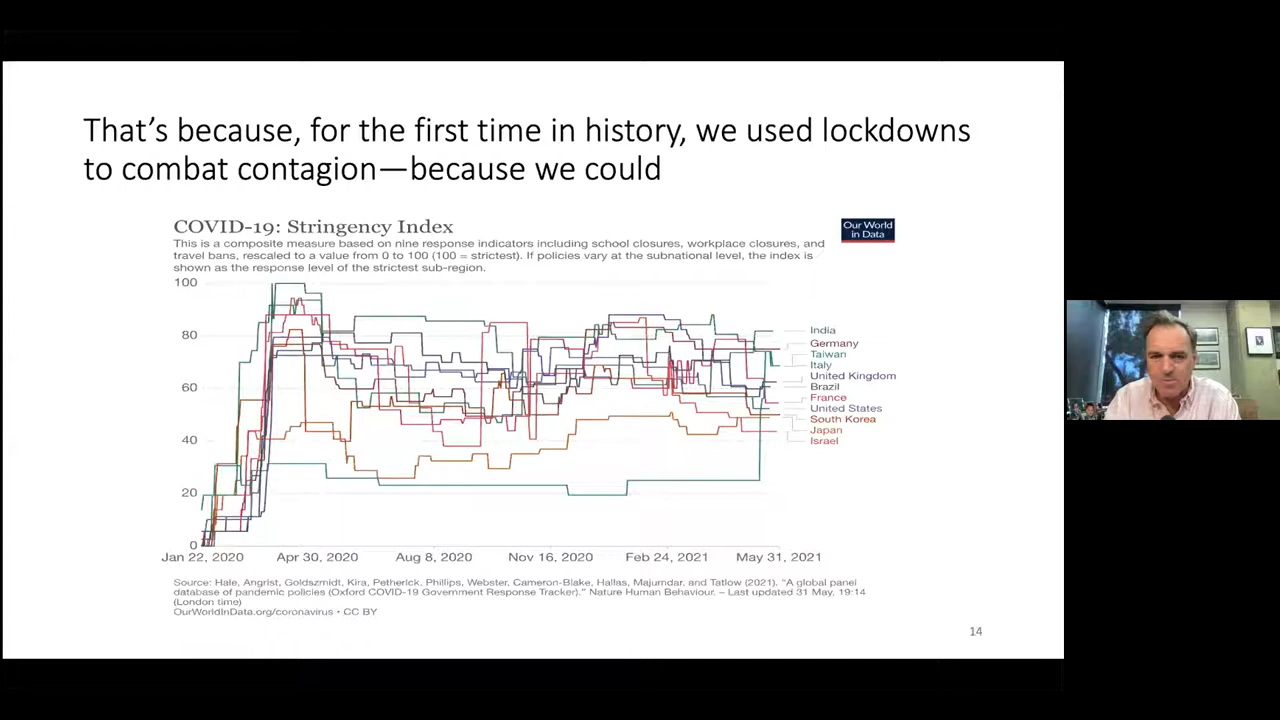 That's because, for the first time in history, we used lockdowns
to combat contagion—because we could
COVID-19: Stringency Index
Our World
in Data
This is a composite measure based on nine response indicators including school closures, workplace closures, and
travel bans, rescaled to a value from 0 to 100 (100 = strictest). If policies vary at the subnational level, the index is
shown as the response level of the strictest sub-region.
100
80
60
40
20
0
India
Germany
Taiwan
Italy
United Kingdom
Brazil
France
United States
South Korea
Japan
Israel
Jan 22, 2020
Apr 30, 2020
Aug 8, 2020
Nov 16, 2020
Feb 24, 2021
May 31, 2021
Source: Hale, Angrist, Goldszmidt, Kira, Petherick, Phillips, Webster, Cameron-Blake, Hallas, Majumdar, and Tatlow (2021). "A global panel
database of pandemic policies (Oxford COVID-19 Government Response Tracker)." Nature Human Behaviour. – Last updated 31 May, 19:14
(London time)
OurWorldInData.org/coronavirus • CC BY
14